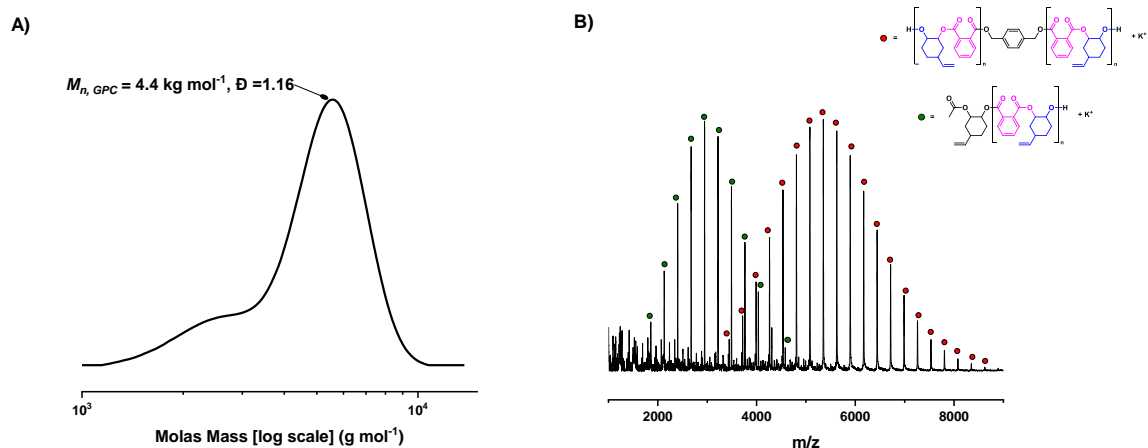 A)
M_n, GPC = 4.4 kg mol⁻¹, Đ =1.16
10³
10⁴
Molas Mass [log scale] (g mol⁻¹)
B)
=
H
O
O
O
O
O
n
O
O
O
O
O
O
H
n
+ K⁺
=
O
O
O
O
O
O
O
H
n
+ K⁺
2000
4000
6000
8000
m/z